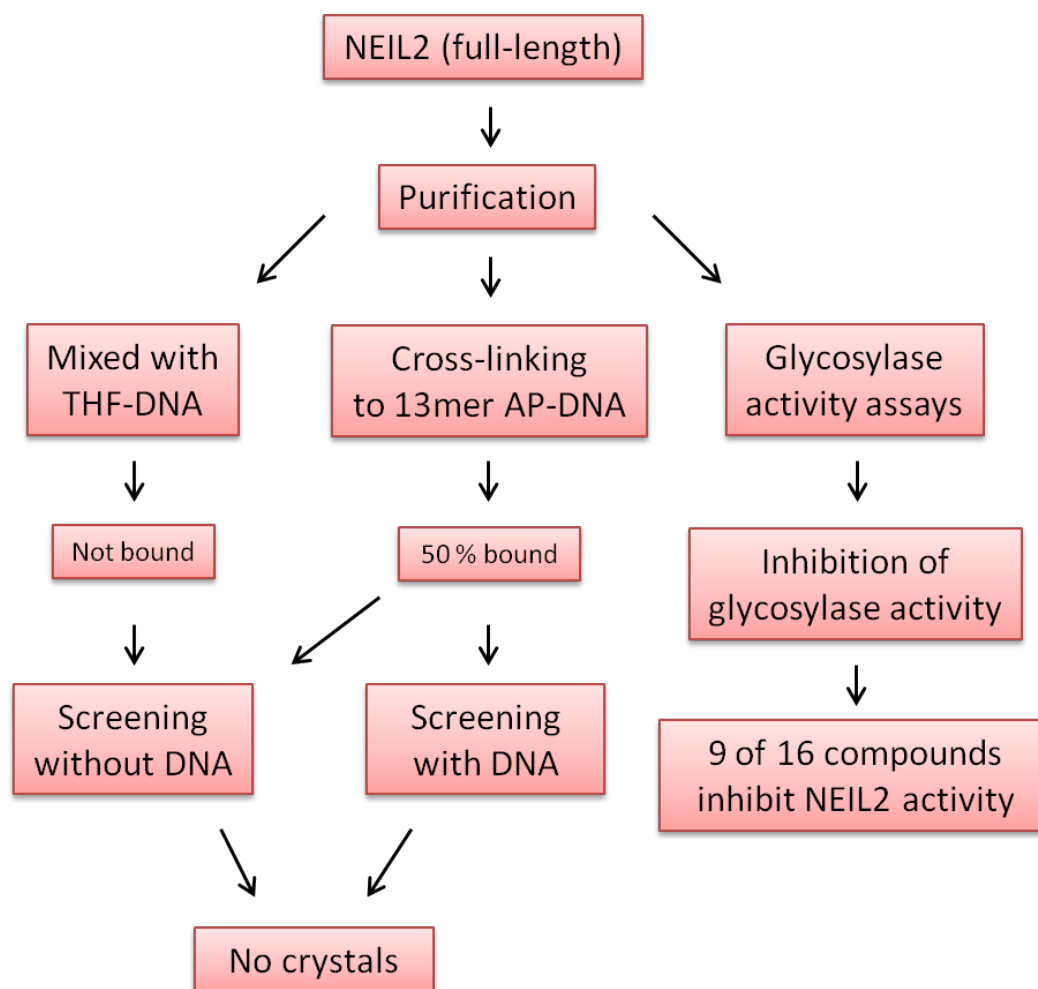 NEIL2 (full-length)
Purification
Mixed with
THF-DNA
Cross-linking
to 13mer AP-DNA
Glycosylase
activity assays
Not bound
50 % bound
Inhibition of
glycosylase activity
Screening
without DNA
Screening
with DNA
9 of 16 compounds
inhibit NEIL2 activity
No crystals